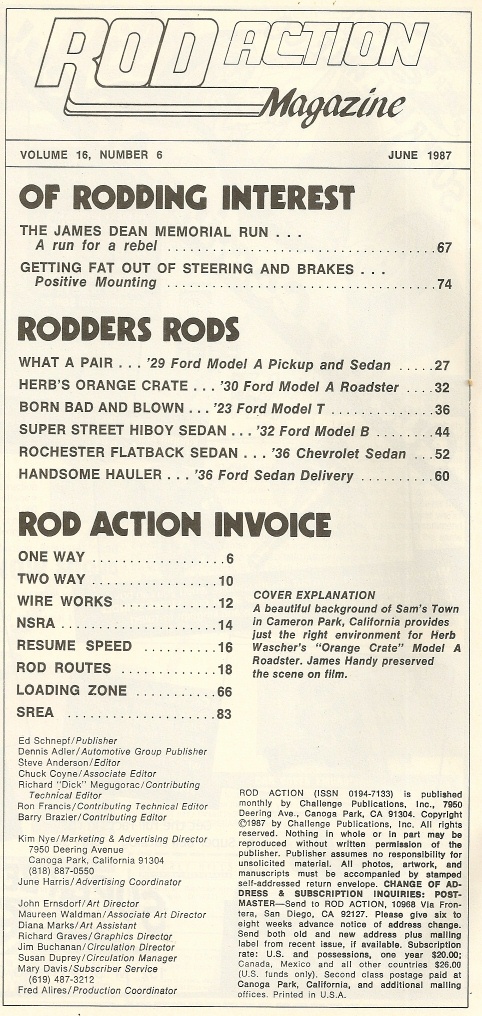 ROD ACTION
Magazine
VOLUME 16, NUMBER 6 JUNE 1987
OF RODDING INTEREST
THE JAMES DEAN MEMORIAL RUN . . .
A run for a rebel ................................67
GETTING FAT OUT OF STEERING AND BRAKES . . .
Positive Mounting ................................74
RODDERS RODS
WHAT A PAIR . . . '29 Ford Model A Pickup and Sedan .....27
HERB'S ORANGE CRATE . . . '30 Ford Model A Roadster ....32
BORN BAD AND BLOWN . . . '23 Ford Model T .............36
SUPER STREET HIBOY SEDAN . . . '32 Ford Model B ........44
ROCHESTER FLATBACK SEDAN . . . '36 Chevrolet Sedan ...52
HANDSOME HAULER . . . '36 Ford Sedan Delivery ..........60
ROD ACTION INVOICE
ONE WAY .................6
TWO WAY ................10
WIRE WORKS .............12
NSRA ....................14
RESUME SPEED ...........16
ROD ROUTES .............18
LOADING ZONE ...........66
SREA ...................83
COVER EXPLANATION
A beautiful background of Sam's Town
in Cameron Park, California provides
just the right environment for Herb
Wascher's "Orange Crate" Model A
Roadster. James Handy preserved
the scene on film.
Ed Schnepf/Publisher
Dennis Adler/Automotive Group Publisher
Steve Anderson/Editor
Chuck Coyne/Associate Editor
Richard "Dick" Megugorac/Contributing
Technical Editor
Ron Francis/Contributing Technical Editor
Barry Brazier/Contributing Editor
Kim Nye/Marketing & Advertising Director
7950 Deering Avenue
Canoga Park, California 91304
(818) 887-0550
June Harris/Advertising Coordinator
John Ernsdorf/Art Director
Maureen Waldman/Associate Art Director
Diana Marks/Art Assistant
Richard Graves/Graphics Director
Jim Buchanan/Circulation Director
Susan Duprey/Circulation Manager
Mary Davis/Subscriber Service
(619) 487-3212
Fred Alires/Production Coordinator
ROD ACTION (ISSN 0194-7133) is published
monthly by Challenge Publications, Inc., 7950
Deering Ave., Canoga Park, CA 91304. Copyright
©1987 by Challenge Publications, Inc. All rights
reserved. Nothing in whole or in part may be
reproduced without written permission of the
publisher. Publisher assumes no responsibility for
unsolicited material. All photos, artwork, and
manuscripts must be accompanied by stamped
self-addressed return envelope. CHANGE OF AD-
DRESS & SUBSCRIPTION INQUIRIES: POST-
MASTER—Send to ROD ACTION, 10968 Via Fron-
tera, San Diego, CA 92127. Please give six to
eight weeks advance notice of address change.
Send both old and new address plus mailing
label from recent issue, if available. Subscription
rate: U.S. and possessions, one year $20.00;
Canada, Mexico and all other countries $26.00
(U.S. funds only). Second class postage paid at
Canoga Park, California, and additional mailing
offices. Printed in U.S.A.